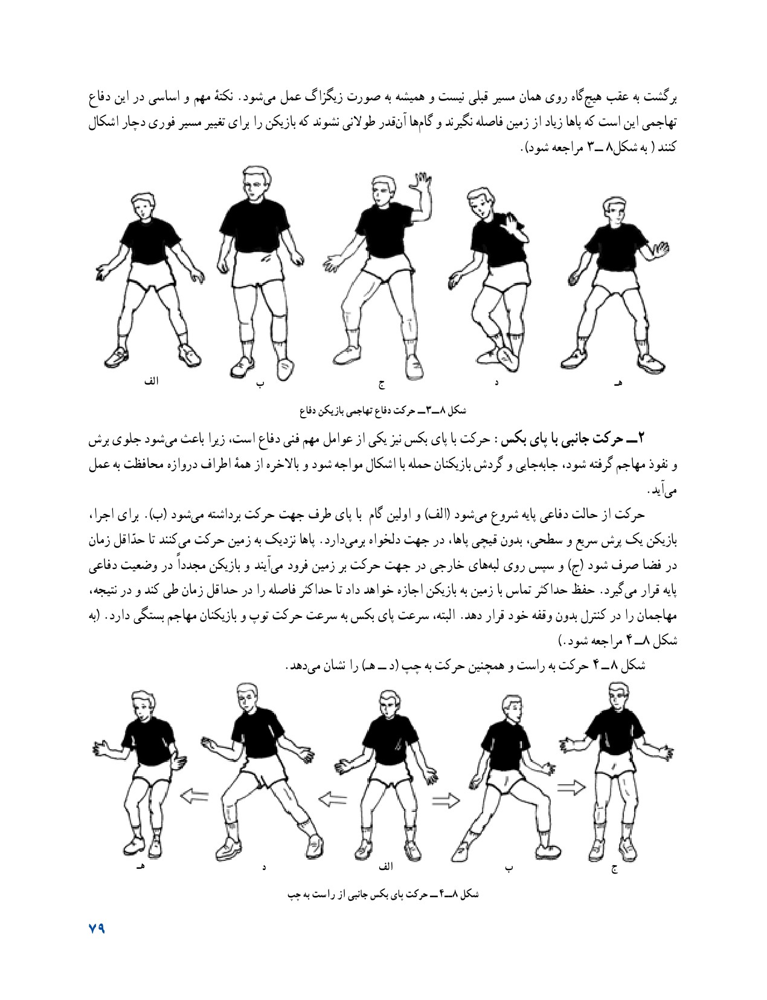 برگشت به عقب هیچ‌گاه روی همان مسیر قبلی نیست و همیشه به صورت زیگزاگ عمل می‌شود. نکتهٔ مهم و اساسی در این دفاع
تهاجمی این است که پاها زیاد از زمین فاصله نگیرند و گام‌ها آن‌قدر طولانی نشوند که بازیکن را برای تغییر مسیر فوری دچار اشکال
کنند ( به شکل ۸ــ۳ مراجعه شود).
الف ب ج د هـ
شکل ۸ــ۳ــ حرکت دفاع تهاجمی بازیکن دفاع
۲ــ حرکت جانبی با پای بکس : حرکت با پای بکس نیز یکی از عوامل مهم فنی دفاع است، زیرا باعث می‌شود جلوی برش
و نفوذ مهاجم گرفته شود، جابه‌جایی و گردش بازیکنان حمله با اشکال مواجه شود و بالاخره از همهٔ اطراف دروازه محافظت به عمل
می‌آید.
حرکت از حالت دفاعی پایه شروع می‌شود (الف) و اولین گام با پای طرف جهت حرکت برداشته می‌شود (ب). برای اجرا،
بازیکن یک پرش سریع و سطحی، بدون قیچی پاها، در جهت دلخواه برمی‌دارد. پاها نزدیک به زمین حرکت می‌کنند تا حدّاقل زمان
در فضا صرف شود (ج) و سپس روی لبه‌های خارجی در جهت حرکت بر زمین فرود می‌آیند و بازیکن مجدداً در وضعیت دفاعی
پایه قرار می‌گیرد. حفظ حداکثر تماس با زمین به بازیکن اجازه خواهد داد تا حداکثر فاصله را در حداقل زمان طی کند و در نتیجه،
مهاجمان را در کنترل بدون وقفه خود قرار دهد. البته، سرعت پای بکس به سرعت حرکت توپ و بازیکنان مهاجم بستگی دارد. (به
شکل ۸ــ۴ مراجعه شود.)
شکل ۸ــ۴ حرکت به راست و همچنین حرکت به چپ (د ــ هـ) را نشان می‌دهد.
هـ د الف ب ج
شکل ۸ــ۴ــ حرکت پای بکس جانبی از راست به چپ
۷۹